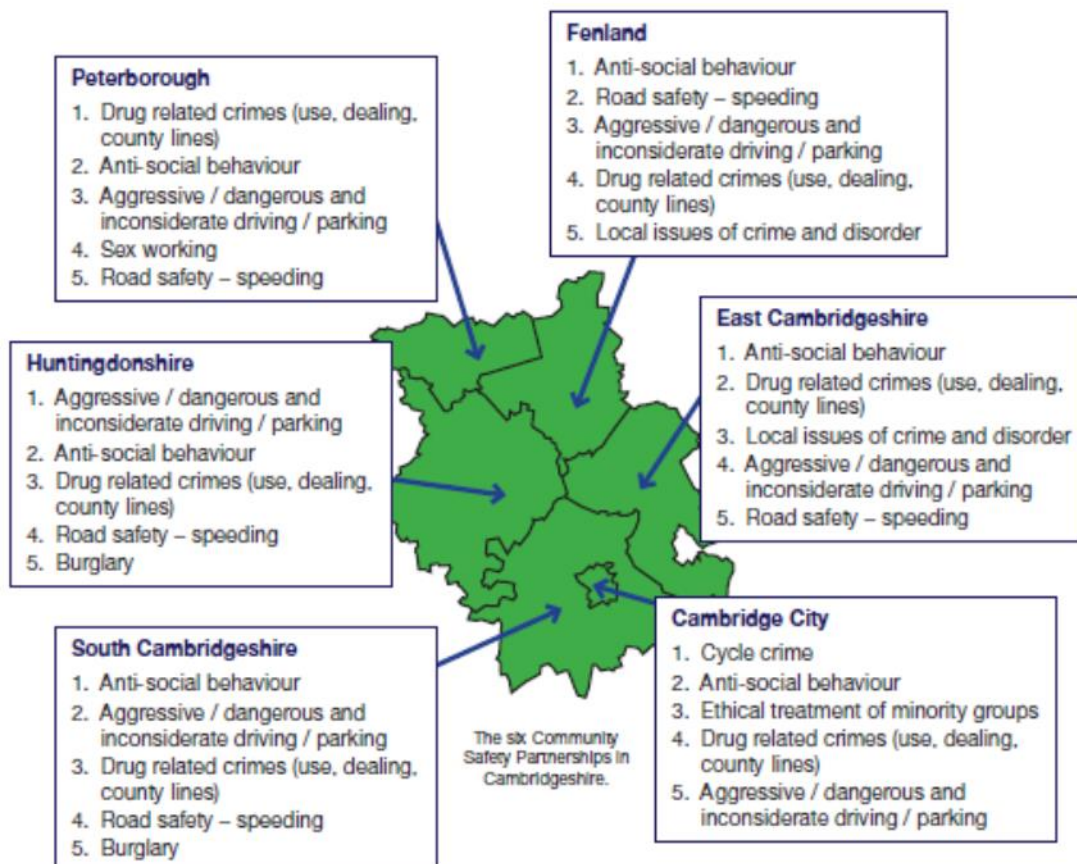 Peterborough
1. Drug related crimes (use, dealing,
county lines)
2. Anti-social behaviour
3. Aggressive / dangerous and
inconsiderate driving / parking
4. Sex working
5. Road safety – speeding
Fenland
1. Anti-social behaviour
2. Road safety – speeding
3. Aggressive / dangerous and
inconsiderate driving / parking
4. Drug related crimes (use, dealing,
county lines)
5. Local issues of crime and disorder
Huntingdonshire
1. Aggressive / dangerous and
inconsiderate driving / parking
2. Anti-social behaviour
3. Drug related crimes (use, dealing,
county lines)
4. Road safety – speeding
5. Burglary
East Cambridgeshire
1. Anti-social behaviour
2. Drug related crimes (use, dealing,
county lines)
3. Local issues of crime and disorder
4. Aggressive / dangerous and
inconsiderate driving / parking
5. Road safety – speeding
South Cambridgeshire
1. Anti-social behaviour
2. Aggressive / dangerous and
inconsiderate driving / parking
3. Drug related crimes (use, dealing,
county lines)
4. Road safety – speeding
5. Burglary
The six Community
Safety Partnerships in
Cambridgeshire.
Cambridge City
1. Cycle crime
2. Anti-social behaviour
3. Ethical treatment of minority groups
4. Drug related crimes (use, dealing,
county lines)
5. Aggressive / dangerous and
inconsiderate driving / parking